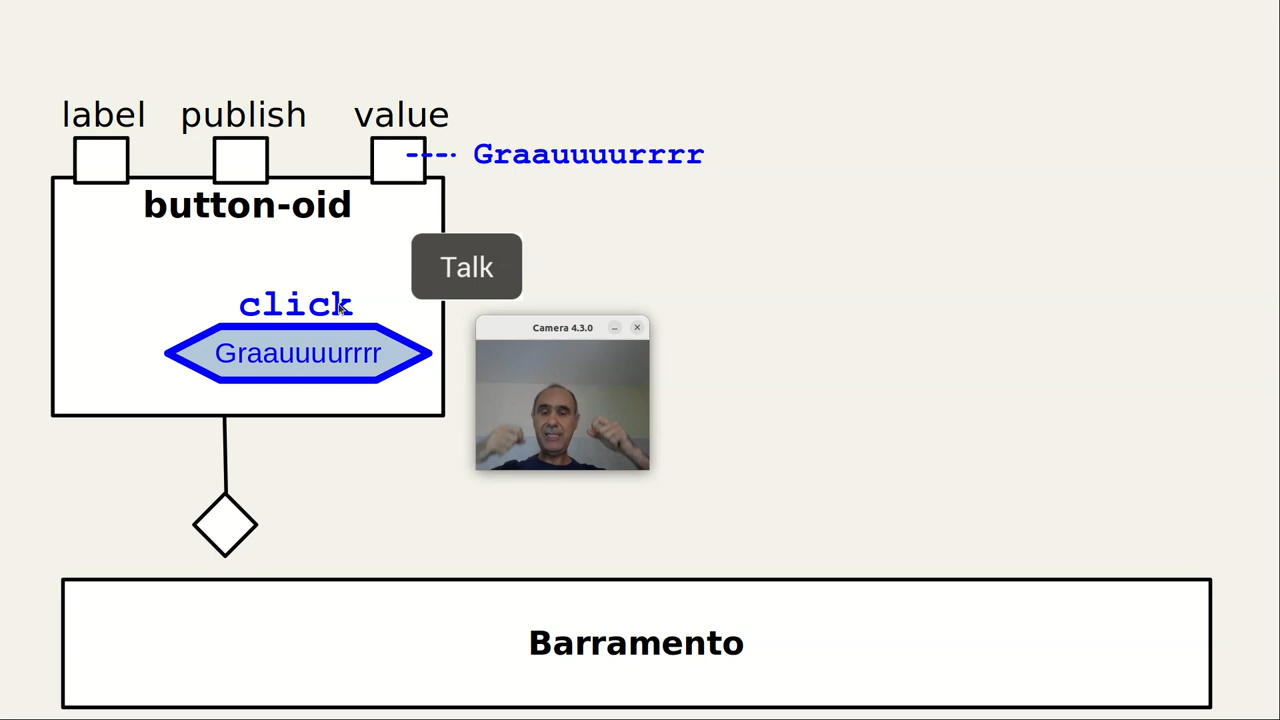 label publish value
Graauuuurrrr
button-oid
Talk
click
Camera 4.3.0
Graauuuurrrr
Barramento